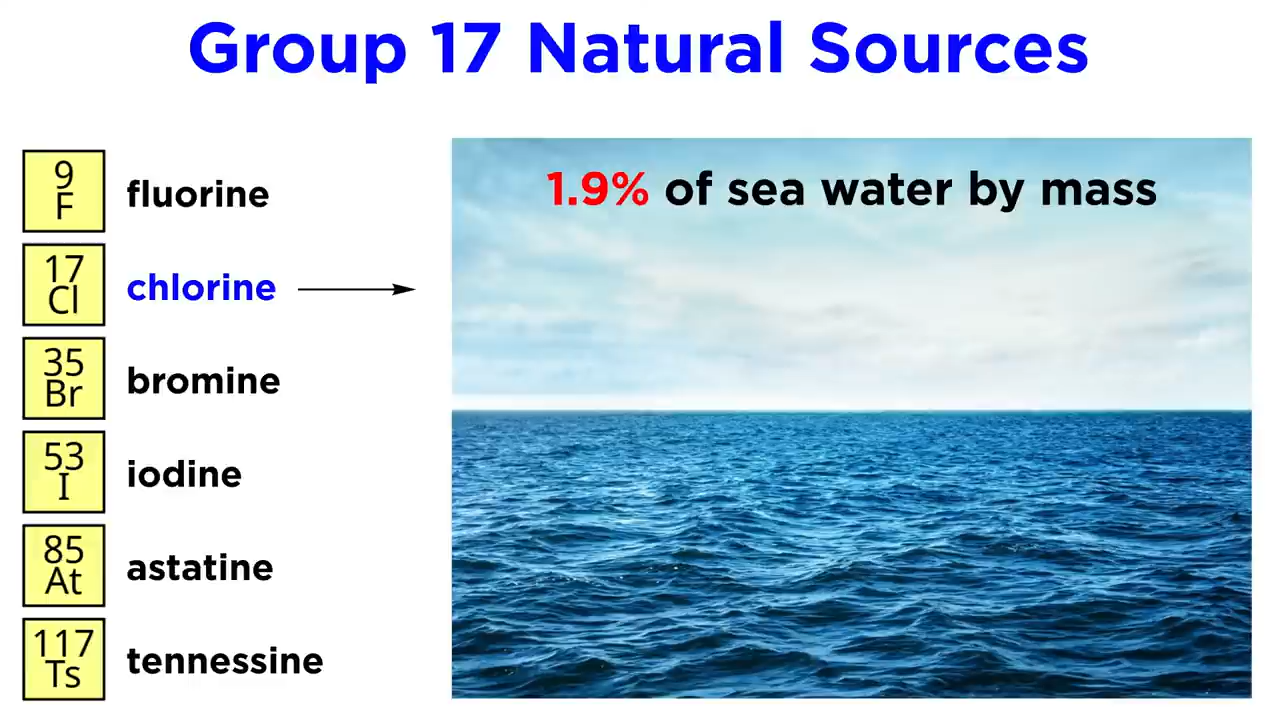 Group 17 Natural Sources
9
F
fluorine
17
Cl
chlorine
35
Br
bromine
53
I
iodine
85
At
astatine
117
Ts
tennessine
1.9% of sea water by mass